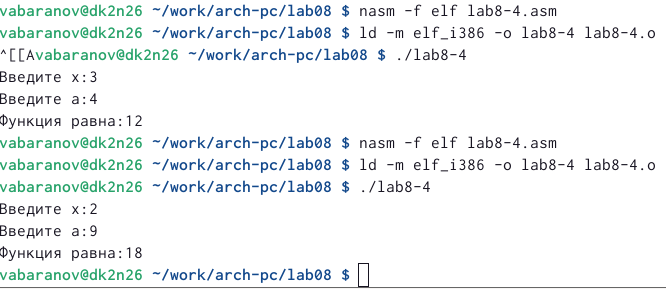 vabaranov@dk2n26 ~/work/arch-pc/lab08 $ nasm -f elf lab8-4.asm
vabaranov@dk2n26 ~/work/arch-pc/lab08 $ ld -m elf_i386 -o lab8-4 lab8-4.o
^[[Avabaranov@dk2n26 ~/work/arch-pc/lab08 $ ./lab8-4
Введите x:3
Введите a:4
Функция равна:12
vabaranov@dk2n26 ~/work/arch-pc/lab08 $ nasm -f elf lab8-4.asm
vabaranov@dk2n26 ~/work/arch-pc/lab08 $ ld -m elf_i386 -o lab8-4 lab8-4.o
vabaranov@dk2n26 ~/work/arch-pc/lab08 $ ./lab8-4
Введите x:2
Введите a:9
Функция равна:18
vabaranov@dk2n26 ~/work/arch-pc/lab08 $